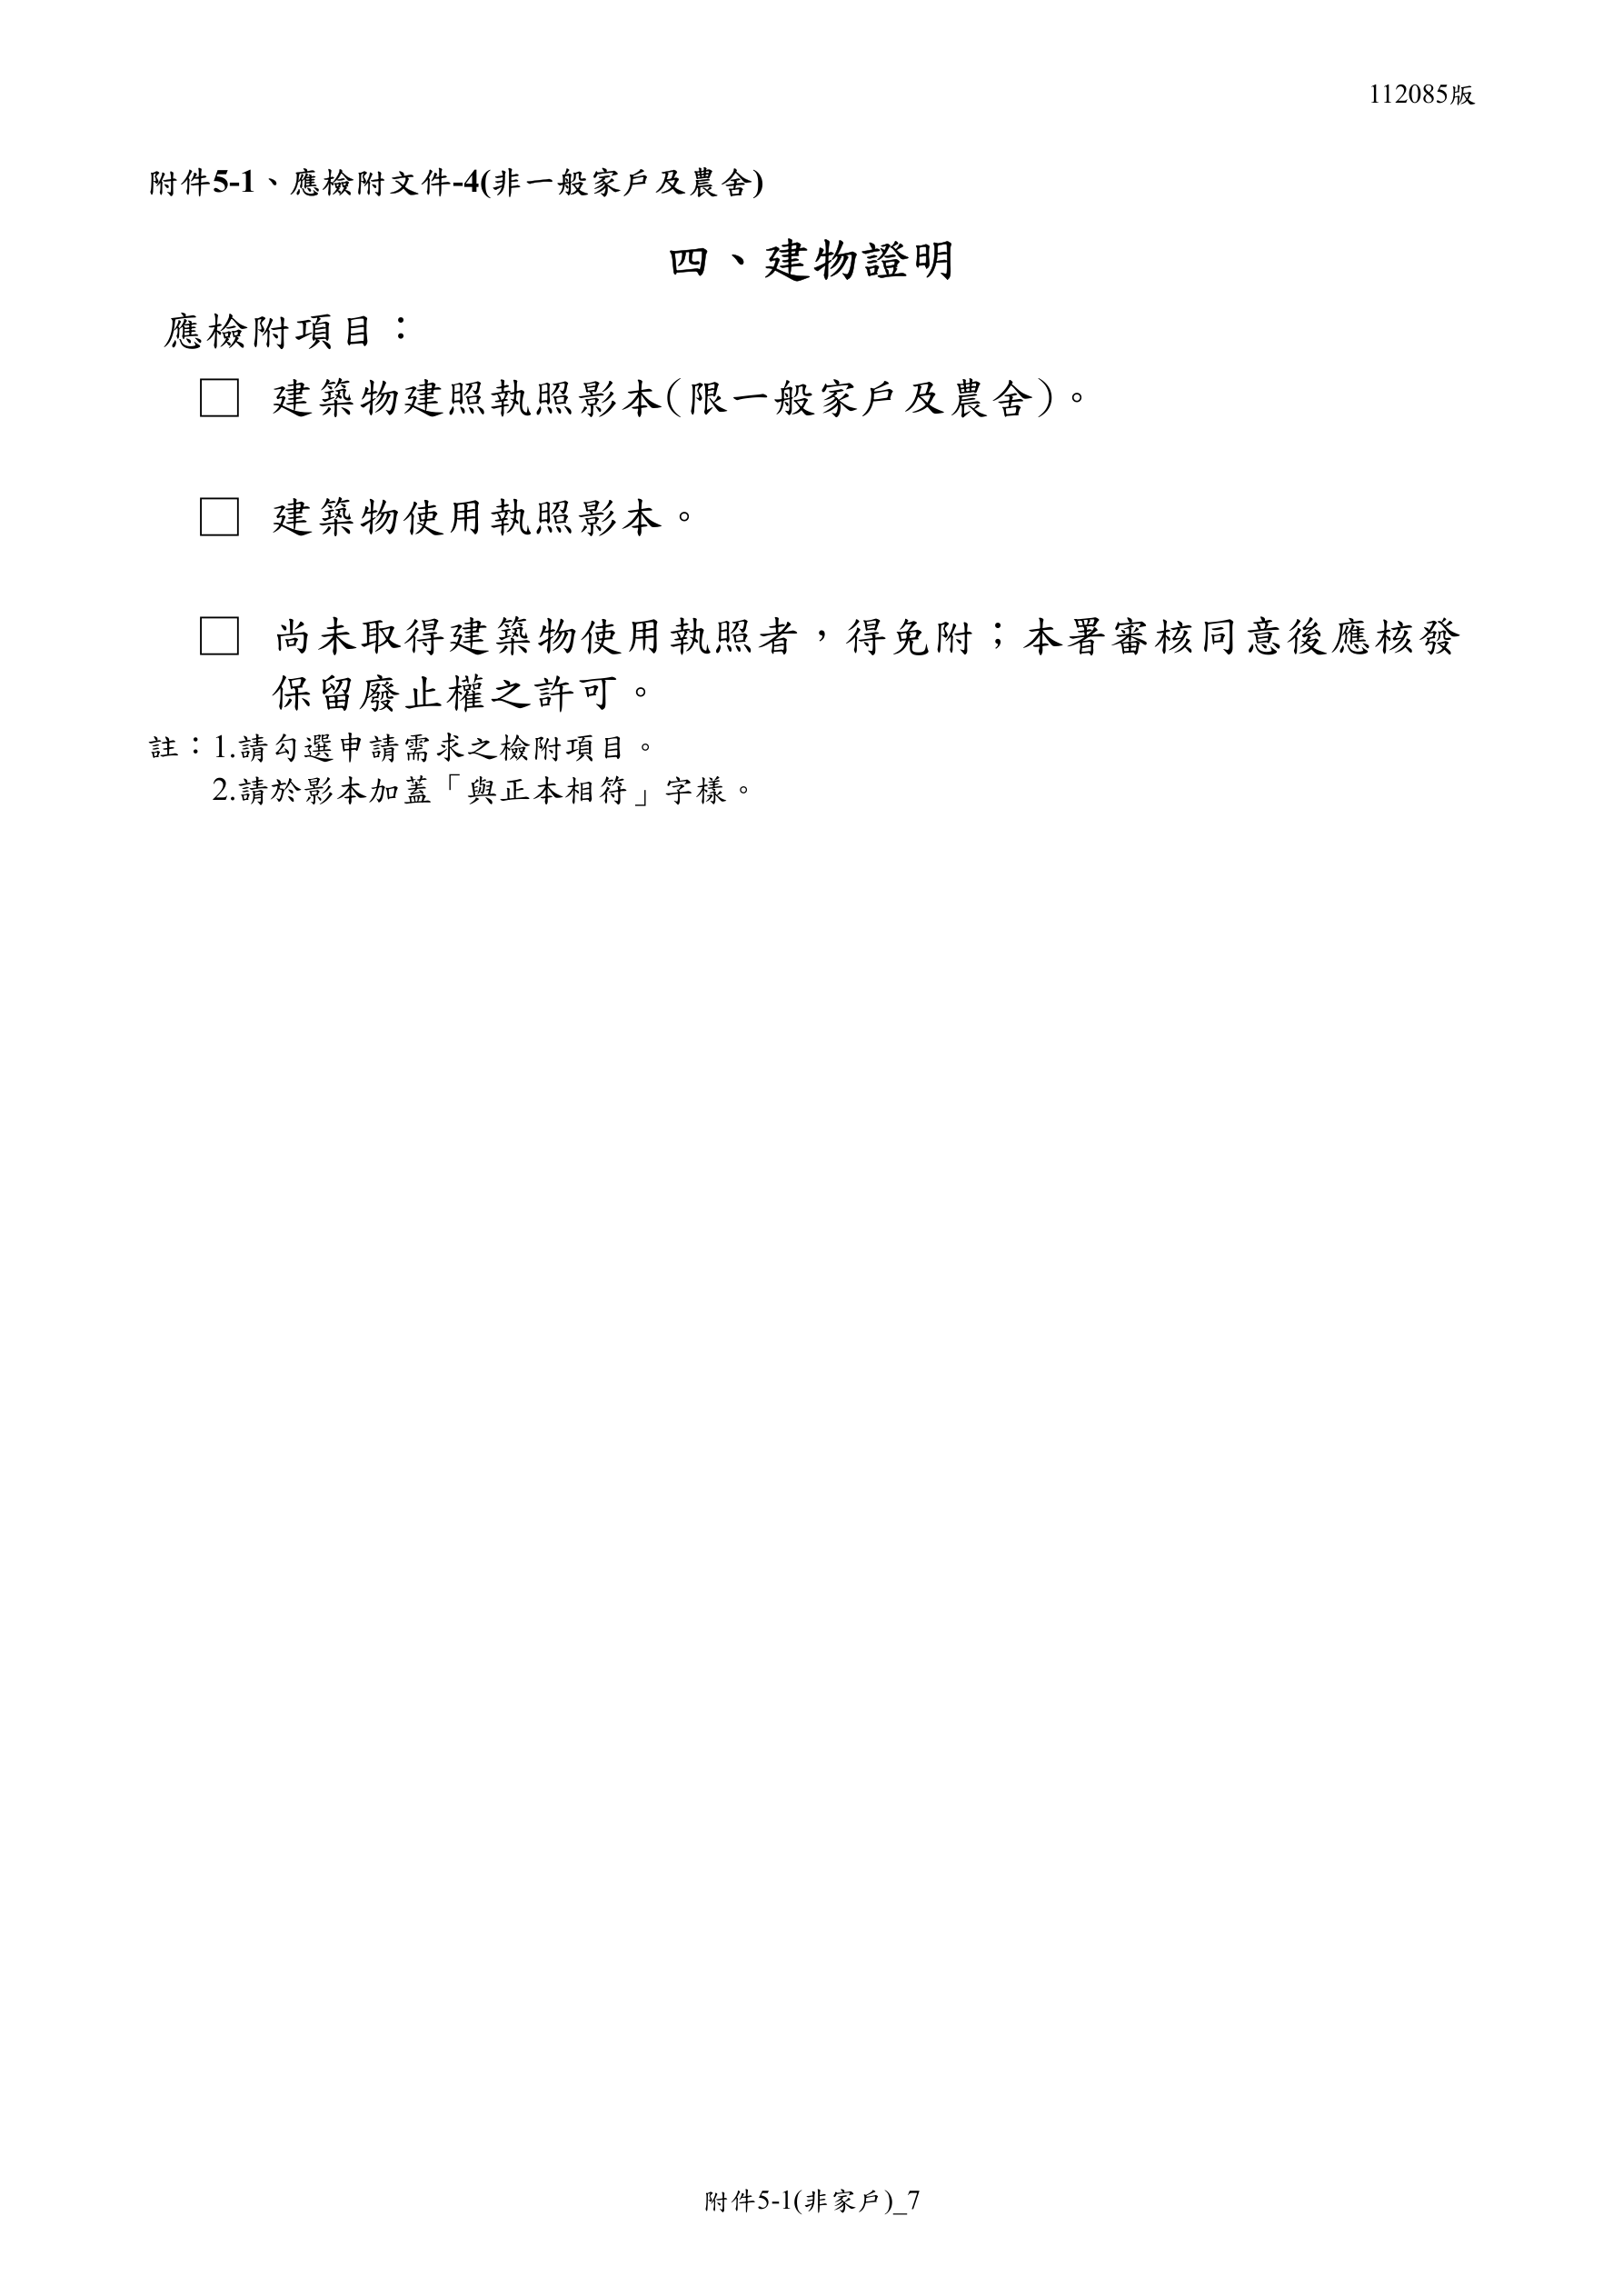 112085版
附件5-1、應檢附文件-4(非一般家戶及農舍)
四、建物證明
應檢附項目：
□ 建築物建照執照影本(限一般家戶及農舍)。
□ 建築物使用執照影本。
□ 尚未取得建築物使用執照者，得免附；本署審核同意後應核發
保留廢止權之許可。
註：1.請勾選申請需求之檢附項目。
2.請於影本加蓋「與正本相符」字樣。
附件5-1(非家戶)_7